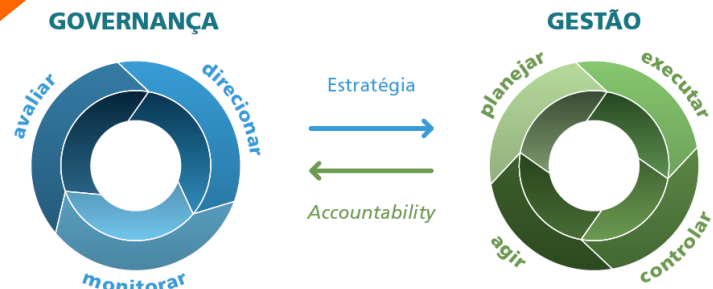 GOVERNANÇA
GESTÃO
avaliar
direcionar
monitorar
Estratégia
Accountability
planejar
executar
agir
controlar